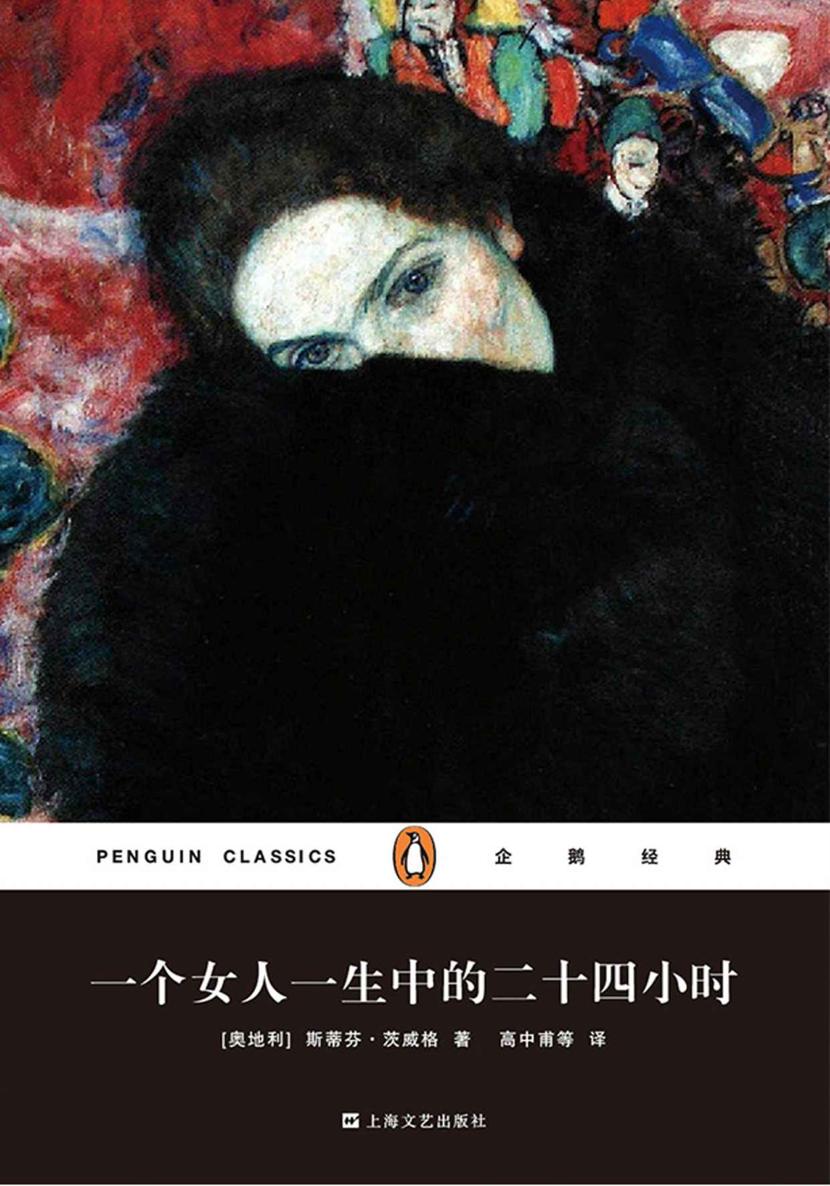 PENGUIN CLASSICS 企鹅经典
一个女人一生中的二十四小时
[奥地利] 斯蒂芬·茨威格 著 高中甫等 译
上海文艺出版社